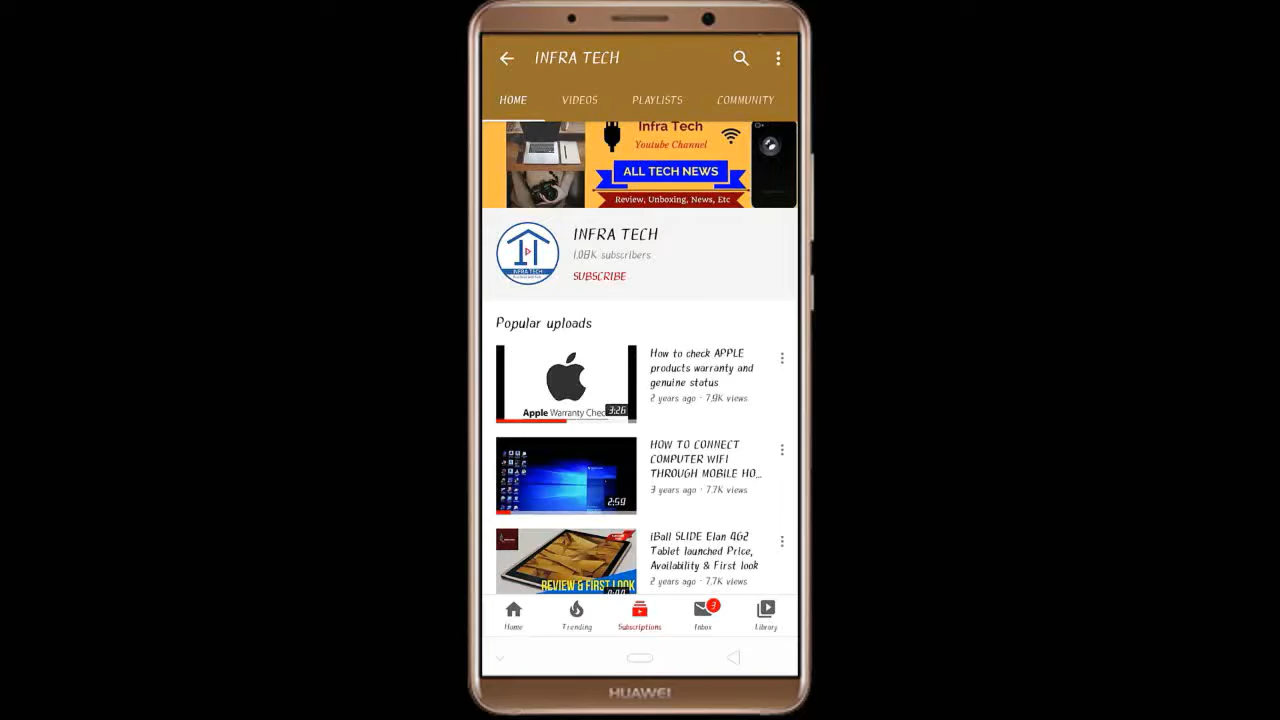 INFRA TECH
HOME VIDEOS PLAYLISTS COMMUNITY
Infra Tech
Youtube Channel
ALL TECH NEWS
Review, Unboxing, News, Etc
INFRA TECH
1.08K subscribers
SUBSCRIBE
INFRA TECH
Popular uploads
How to check APPLE
products warranty and
genuine status
2 years ago · 7.9K views
Apple Warranty Chec
3:26
HOW TO CONNECT
COMPUTER WIFI
THROUGH MOBILE HO...
3 years ago · 7.7K views
2:59
iBall SLIDE Elan 4G2
Tablet launched Price,
Availability & First look
2 years ago · 7.7K views
REVIEW & FIRST LOOK
Home Trending Subscriptions Inbox Library
7
HUAWEI